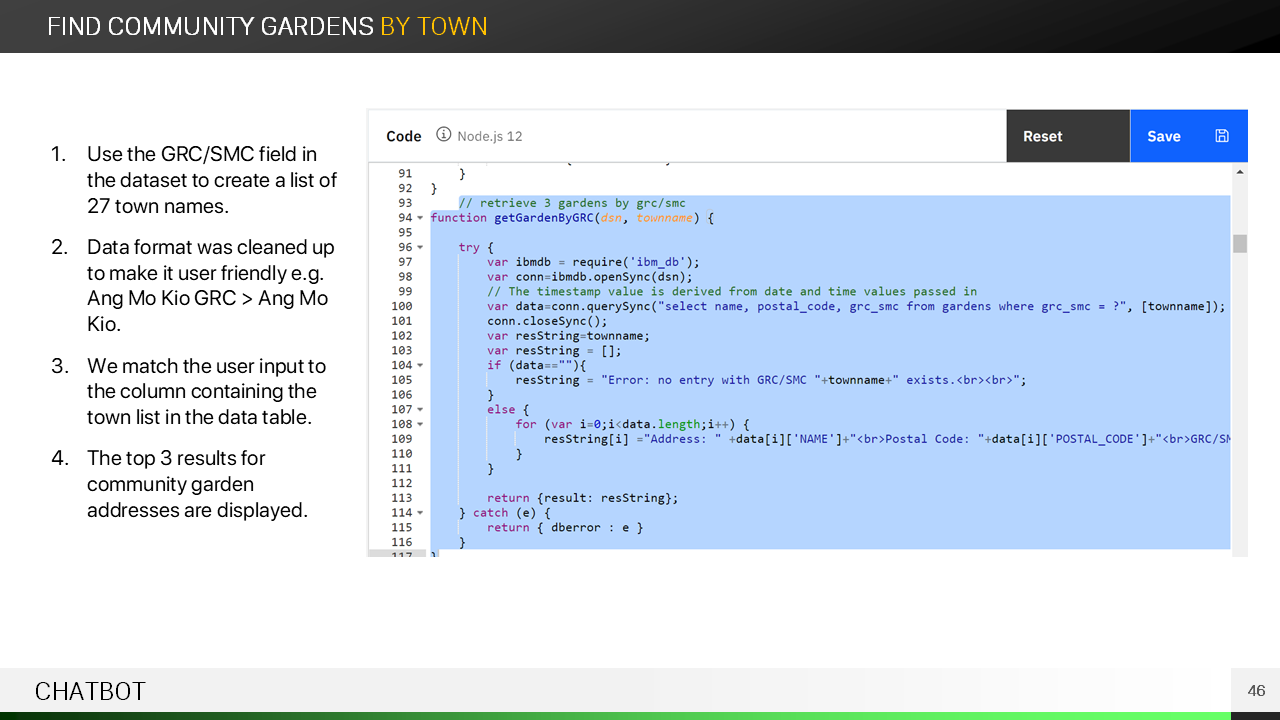 FIND COMMUNITY GARDENS BY TOWN
1. Use the GRC/SMC field in
the dataset to create a list of
27 town names.
2. Data format was cleaned up
to make it user friendly e.g.
Ang Mo Kio GRC > Ang Mo
Kio.
3. We match the user input to
the column containing the
town list in the data table.
4. The top 3 results for
community garden
addresses are displayed.
Code Node.js 12 Reset Save
91 }
92 }
93 // retrieve 3 gardens by grc/smc
94 function getGardenByGRC(dsn, townname) {
95
96 try {
97 var ibmdb = require('ibm_db');
98 var conn=ibmdb.openSync(dsn);
99 // The timestamp value is derived from date and time values passed in
100 var data=conn.querySync("select name, postal_code, grc_smc from gardens where grc_smc = ?", [townname]);
101 conn.closeSync();
102 var resString=townname;
103 var resString = [];
104 if (data==""){
105 resString = "Error: no entry with GRC/SMC "+townname+" exists.<br><br>";
106 }
107 else {
108 for (var i=0;i<data.length;i++) {
109 resString[i] ="Address: " +data[i]['NAME']+"<br>Postal Code: "+data[i]['POSTAL_CODE']+"<br>GRC/SM
110 }
111 }
112
113 return {result: resString};
114 } catch (e) {
115 return { dberror : e }
116 }
117 }
CHATBOT
46